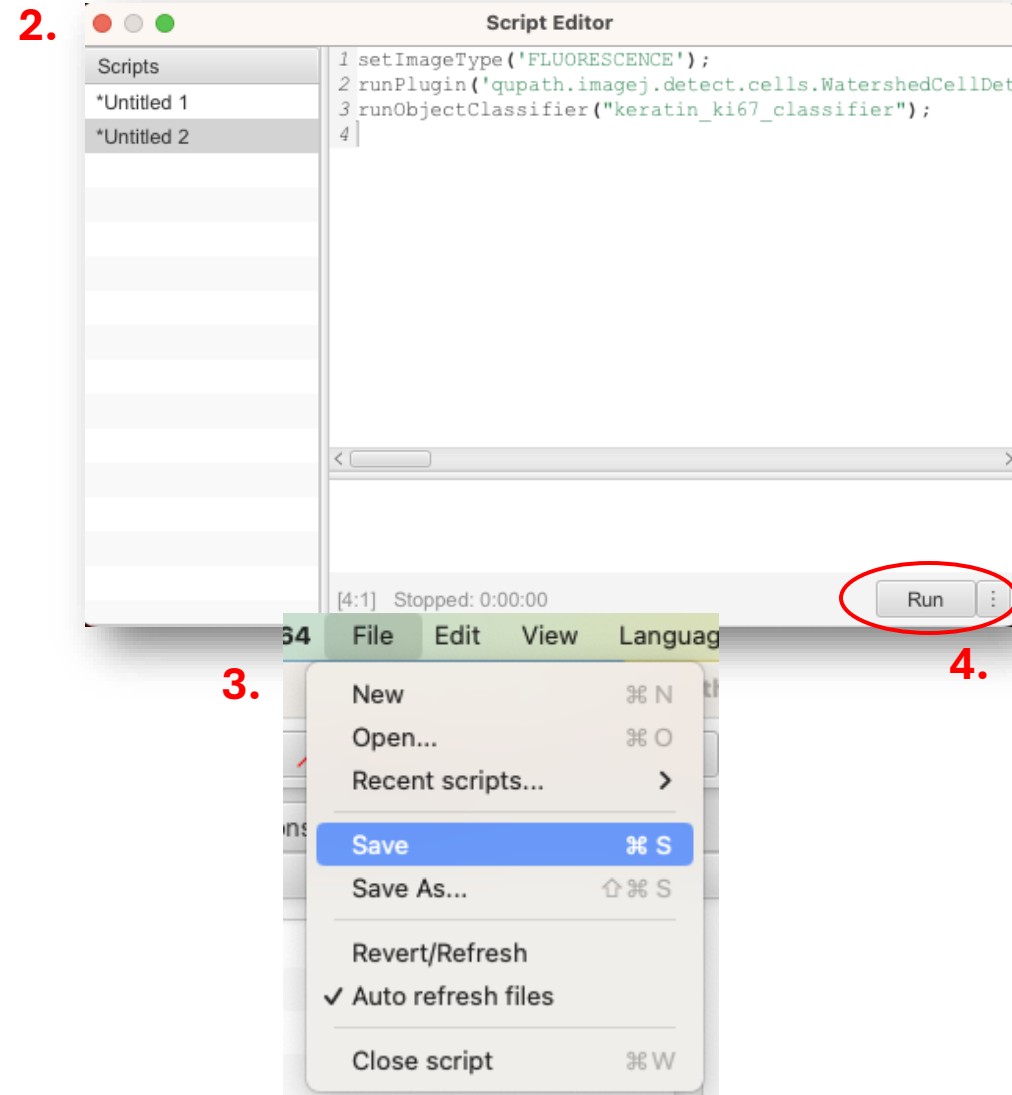 2.
Script Editor
Scripts
*Untitled 1
*Untitled 2
1 setImageType('FLUORESCENCE');
2 runPlugin('qupath.imagej.detect.cells.WatershedCellDet
3 runObjectClassifier("keratin_ki67_classifier");
4
[4:1] Stopped: 0:00:00
Run
4.
3.
64 File Edit View Languag
New ⌘ N
Open... ⌘ O
Recent scripts...
ons
Save ⌘ S
Save As... ⇧ ⌘ S
Revert/Refresh
✓ Auto refresh files
Close script ⌘ W